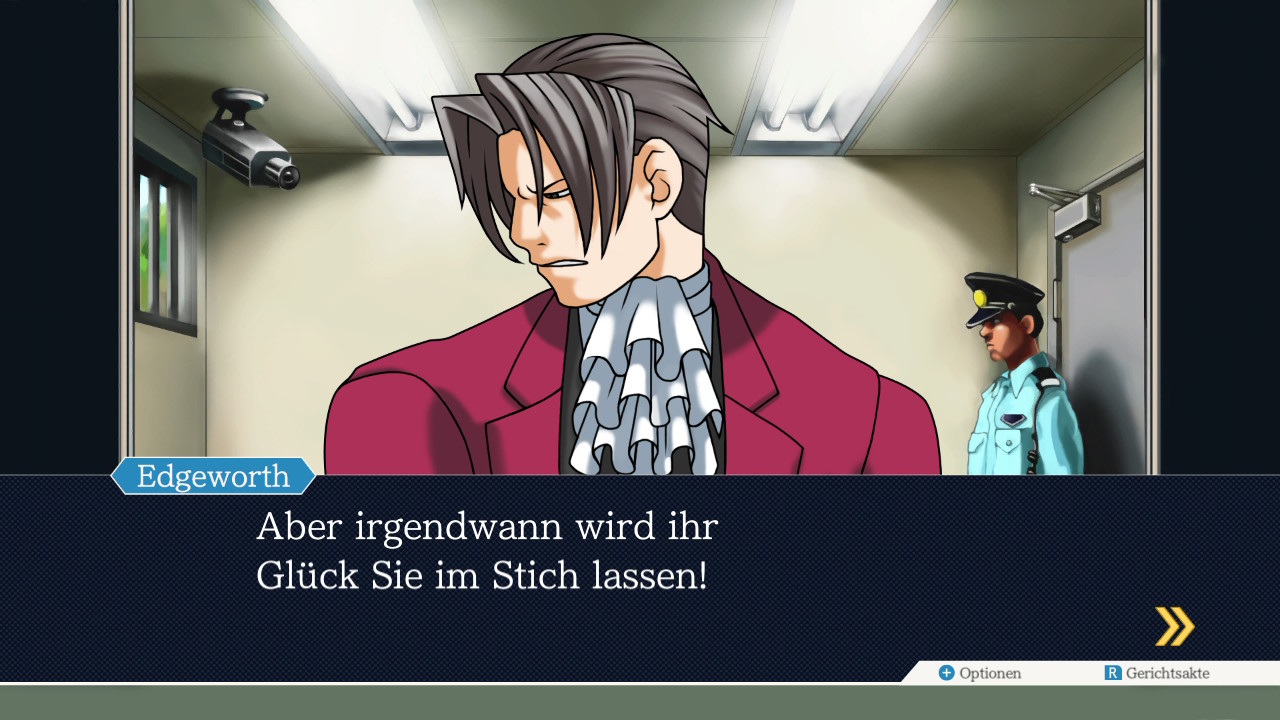 Edgeworth
Aber irgendwann wird ihr
Glück Sie im Stich lassen!
+ Optionen
R Gerichtsakte